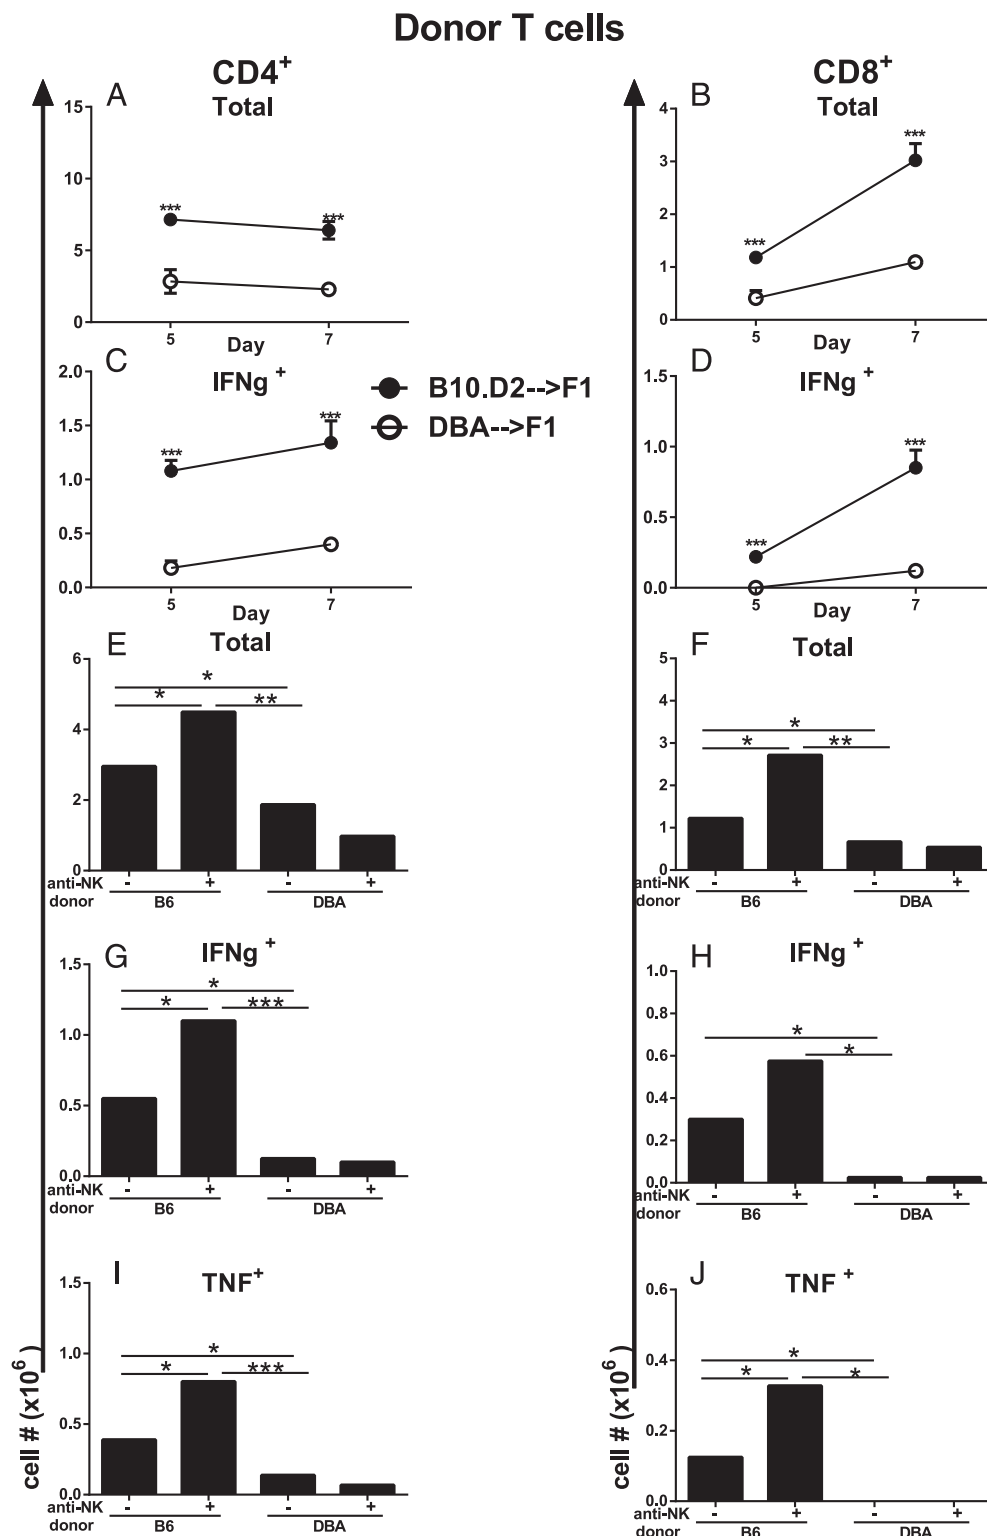 Donor T cells
CD4+
CD8+
A
Total
15
10
5
0
***
***
5
7
Day
B
Total
4
3
2
1
0
***
***
5
7
Day
C
IFNg +
2.0
1.5
1.0
0.5
0.0
***
***
5
7
Day
B10.D2-->F1
DBA-->F1
D
IFNg +
1.5
1.0
0.5
0.0
***
***
5
7
Day
E
Total
6
4
2
0
*
*
**
anti-NK - + - +
donor B6 DBA
F
Total
5
4
3
2
1
0
*
*
**
anti-NK - + - +
donor B6 DBA
G
IFNg +
1.5
1.0
0.5
0.0
*
*
***
anti-NK - + - +
donor B6 DBA
H
IFNg +
1.0
0.8
0.6
0.4
0.2
0.0
*
*
anti-NK - + - +
donor B6 DBA
I
TNF+
1.5
1.0
0.5
0.0
*
*
***
cell # (x10^6)
anti-NK - + - +
donor B6 DBA
J
TNF +
0.6
0.4
0.2
0.0
*
*
*
cell # (x10^6)
anti-NK - + - +
donor B6 DBA